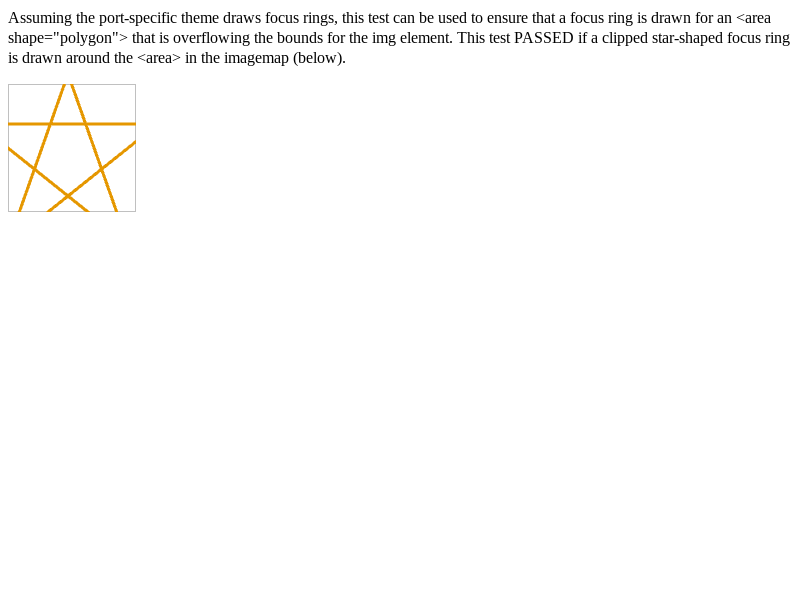 Assuming the port-specific theme draws focus rings, this test can be used to ensure that a focus ring is drawn for an <area
shape="polygon"> that is overflowing the bounds for the img element. This test PASSED if a clipped star-shaped focus ring
is drawn around the <area> in the imagemap (below).